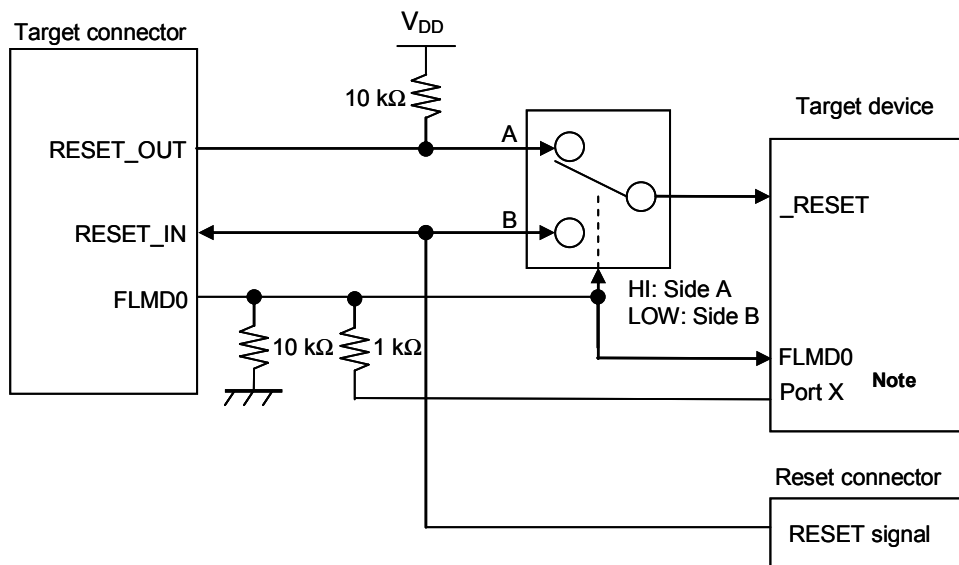 Target connector
V_DD
10 kΩ
Target device
RESET_OUT
A
_RESET
RESET_IN
B
HI: Side A
LOW: Side B
FLMD0
10 kΩ
1 kΩ
FLMD0
Port X
Note
Reset connector
RESET signal